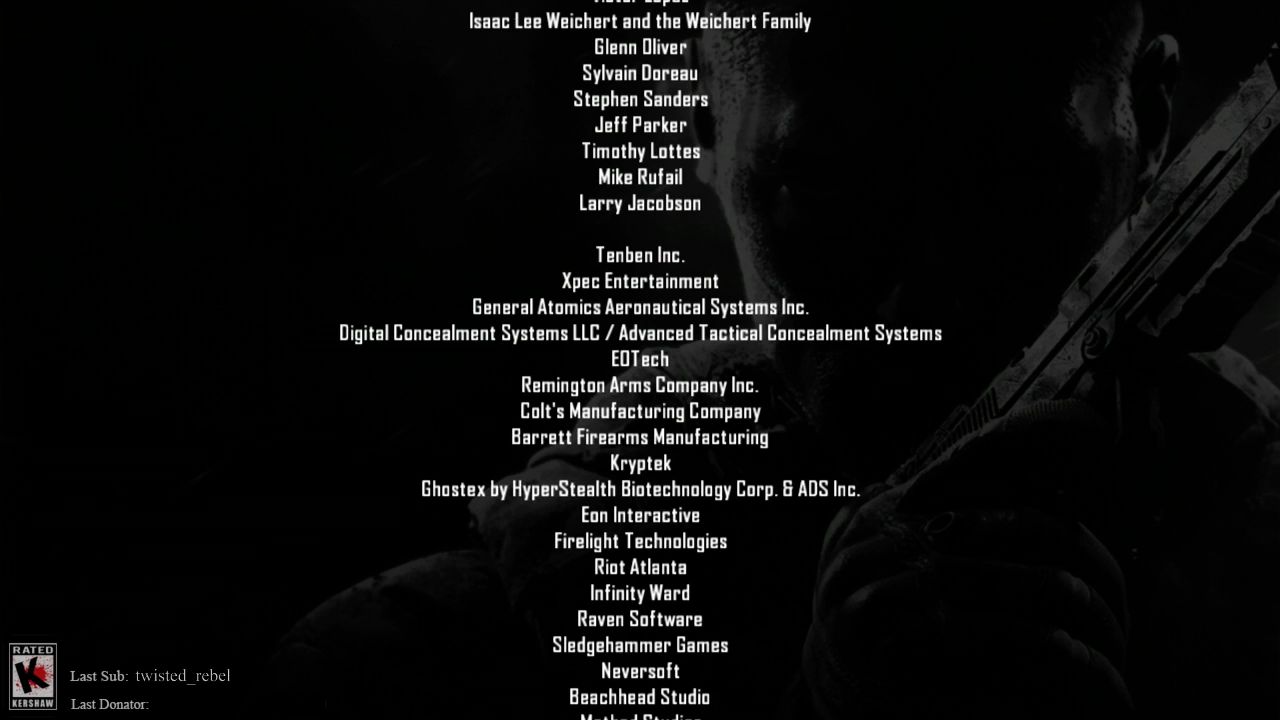 Isaac Lee Weichert and the Weichert Family
Glenn Oliver
Sylvain Doreau
Stephen Sanders
Jeff Parker
Timothy Lottes
Mike Rufail
Larry Jacobson
Tenben Inc.
Xpec Entertainment
General Atomics Aeronautical Systems Inc.
Digital Concealment Systems LLC / Advanced Tactical Concealment Systems
EOTech
Remington Arms Company Inc.
Colt's Manufacturing Company
Barrett Firearms Manufacturing
Kryptek
Ghostex by HyperStealth Biotechnology Corp. & ADS Inc.
Eon Interactive
Firelight Technologies
Riot Atlanta
Infinity Ward
Raven Software
Sledgehammer Games
Neversoft
Beachhead Studio
RATED
K
KERSHAW
Last Sub: twisted_rebel
Last Donator: